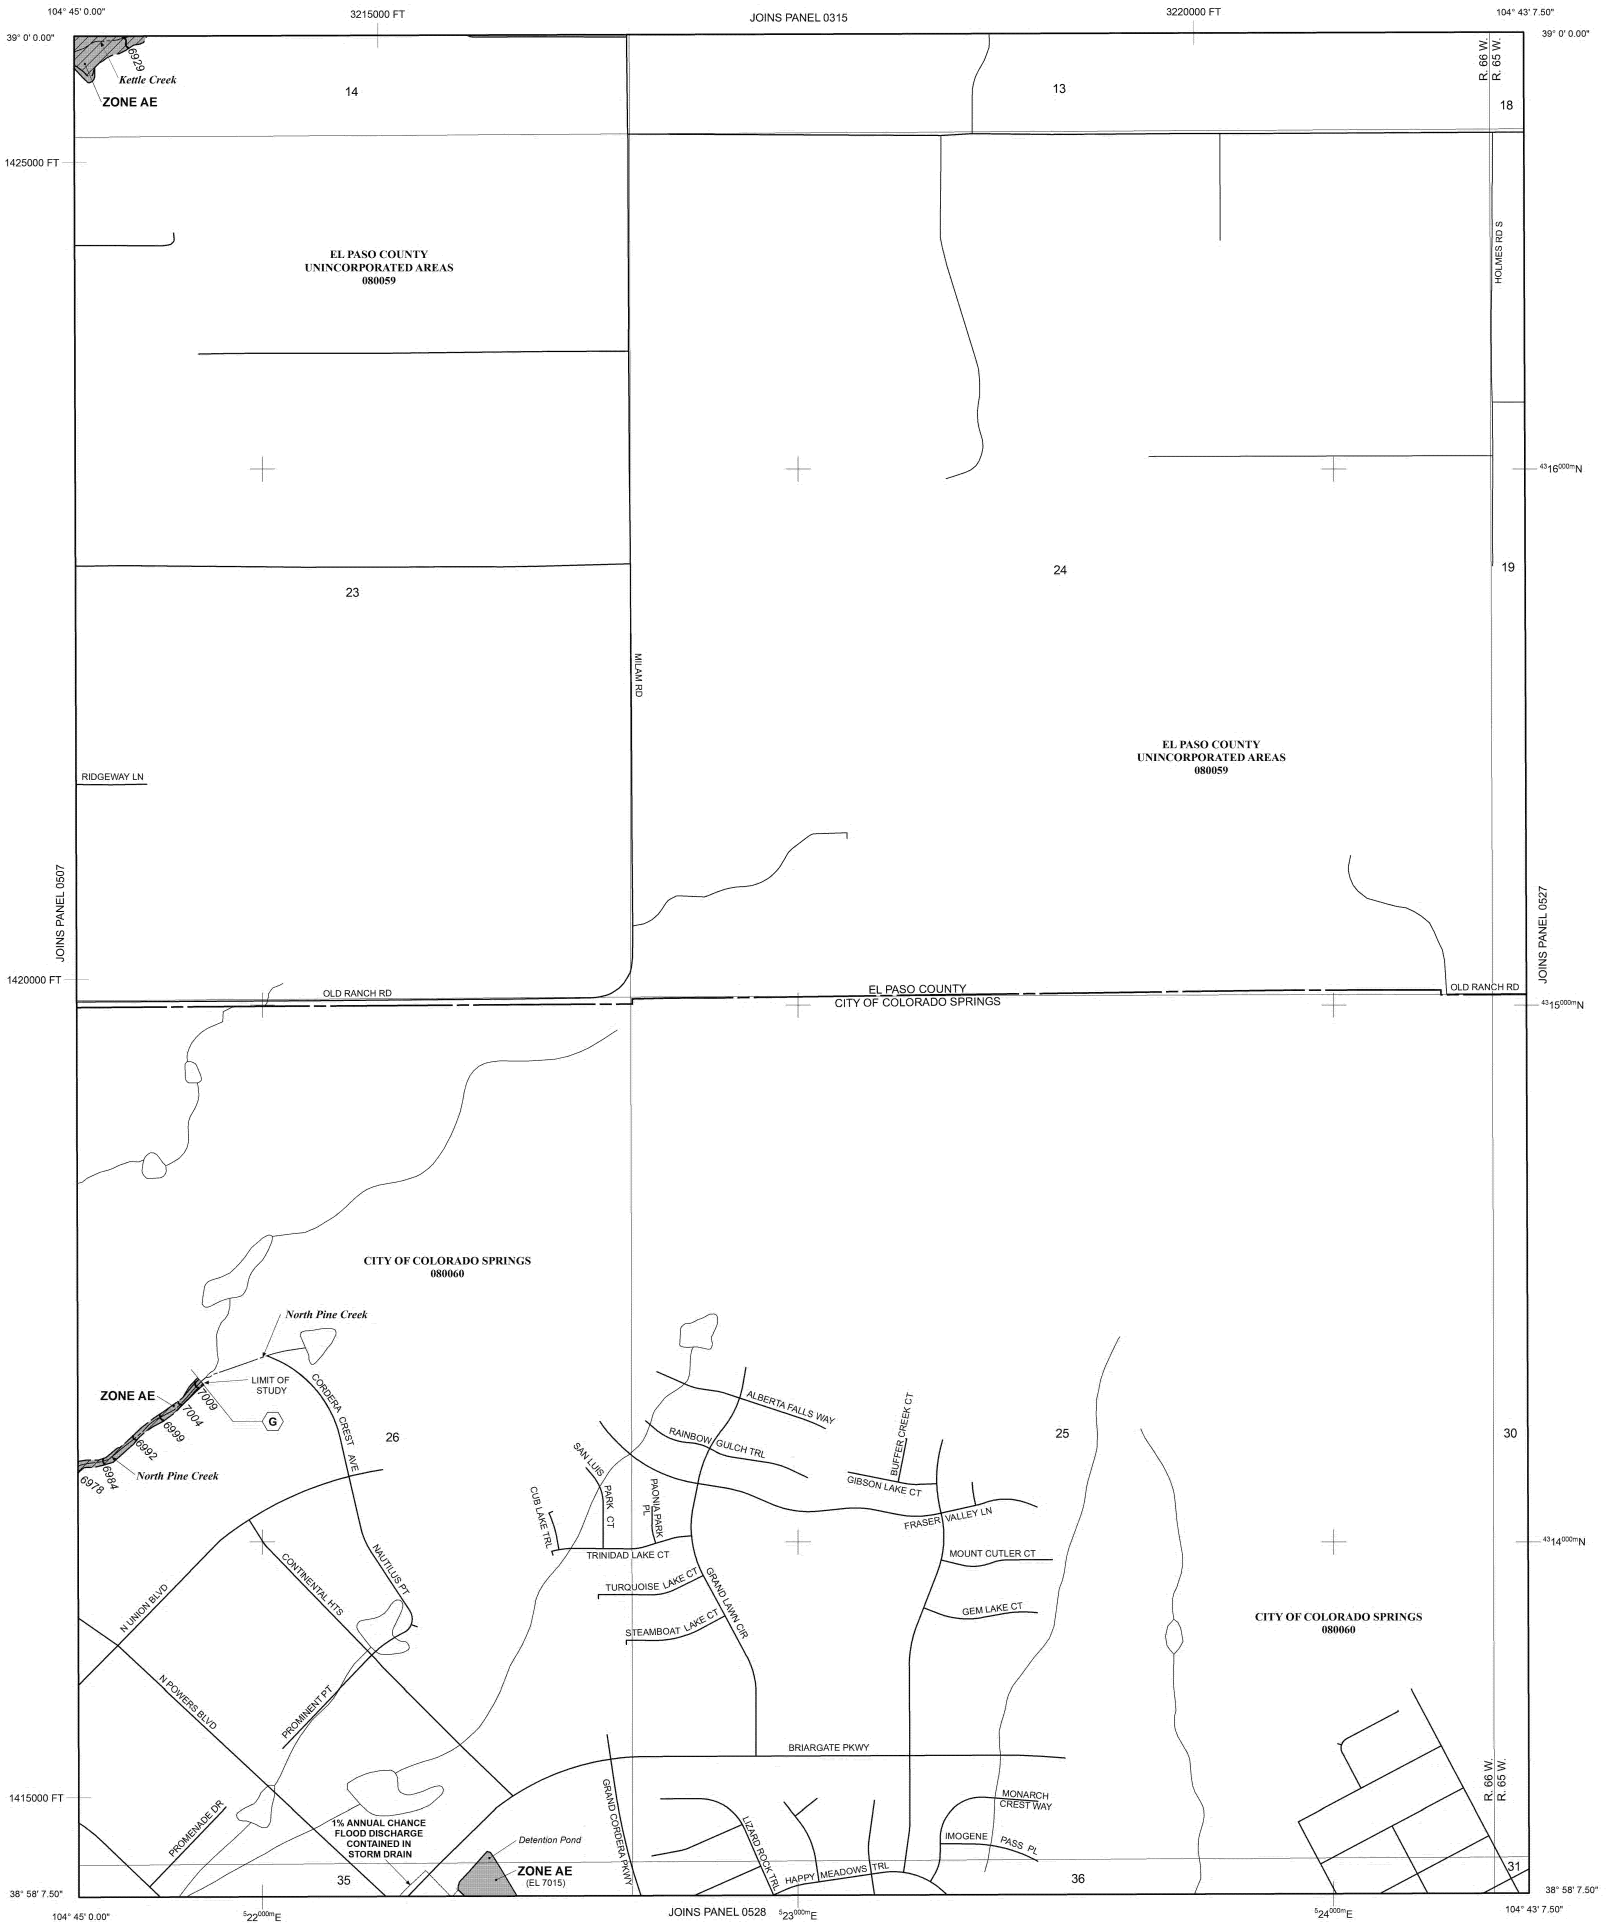 104° 45' 0.00"
3215000 FT
JOINS PANEL 0315
3220000 FT
104° 43' 7.50"
39° 0' 0.00"
39° 0' 0.00"
6929
Kettle Creek
ZONE AE
14
13
R. 66 W.
R. 65 W.
18
1425000 FT
EL PASO COUNTY
UNINCORPORATED AREAS
080059
HOLMES RD S
4316000mN
23
24
19
MILAM RD
EL PASO COUNTY
UNINCORPORATED AREAS
080059
RIDGEWAY LN
JOINS PANEL 0507
JOINS PANEL 0527
1420000 FT
OLD RANCH RD
EL PASO COUNTY
CITY OF COLORADO SPRINGS
OLD RANCH RD
4315000mN
CITY OF COLORADO SPRINGS
080060
North Pine Creek
LIMIT OF
STUDY
ZONE AE
7009
7004
6999
6992
6984
6978
G
North Pine Creek
CORDERA CREST AVE
26
25
30
ALBERTA FALLS WAY
RAINBOW GULCH TRL
BUFFER CREEK CT
GIBSON LAKE CT
SAN LUIS
PARK CT
PAONIA PARK
PL
CUB LAKE TRL
FRASER VALLEY LN
TRINIDAD LAKE CT
MOUNT CUTLER CT
4314000mN
NAUTILUS PT
CONTINENTAL HTS
N UNION BLVD
TURQUOISE LAKE CT
GRAND LAWN CIR
STEAMBOAT LAKE CT
GEM LAKE CT
CITY OF COLORADO SPRINGS
080060
N POWERS BLVD
PROMINENT PT
BRIARGATE PKWY
R. 66 W.
R. 65 W.
1415000 FT
PROMENADE DR
1% ANNUAL CHANCE
FLOOD DISCHARGE
CONTAINED IN
STORM DRAIN
GRAND CORDERA PKWY
LIZARD ROCK TRL
MONARCH
CREST WAY
IMOGENE PASS PL
Detention Pond
ZONE AE
(EL 7015)
HAPPY MEADOWS TRL
35
36
31
38° 58' 7.50"
38° 58' 7.50"
104° 45' 0.00"
522000mE
JOINS PANEL 0528
523000mE
524000mE
104° 43' 7.50"